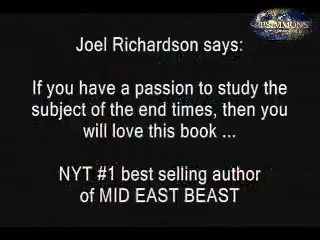 Joel Richardson says:
If you have a passion to study the
subject of the end times, then you
will love this book ...
NYT #1 best selling author
of MID EAST BEAST